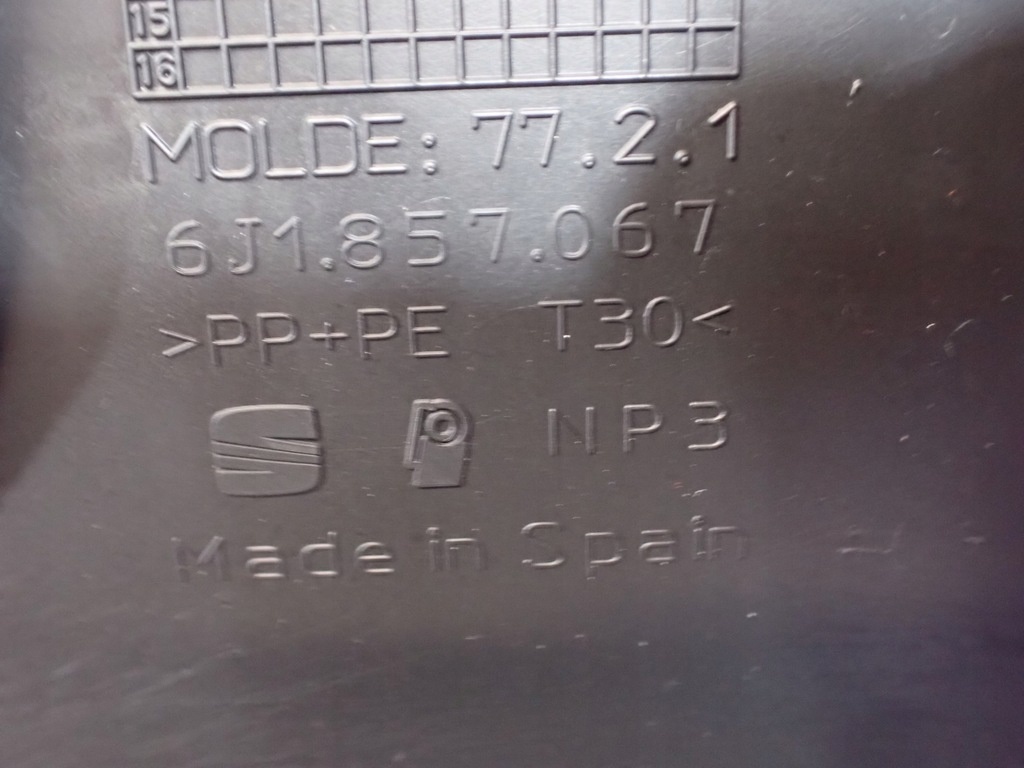 15
16
MOLDE: 77.2.1
6J1.857.067
>PP+PE T30<
NP3
Made in Spain